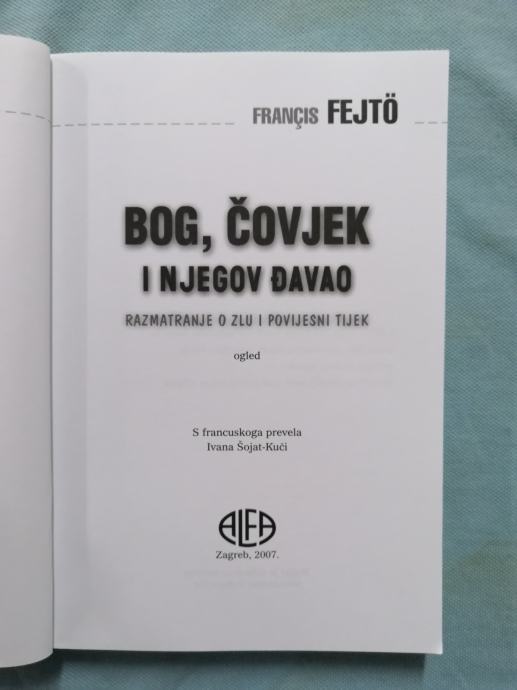 FRANÇIS FEJTÖ
BOG, ČOVJEK
I NJEGOV ĐAVAO
RAZMATRANJE O ZLU I POVIJESNI TIJEK
ogled
S francuskoga prevela
Ivana Šojat-Kuči
ALFA
Zagreb, 2007.